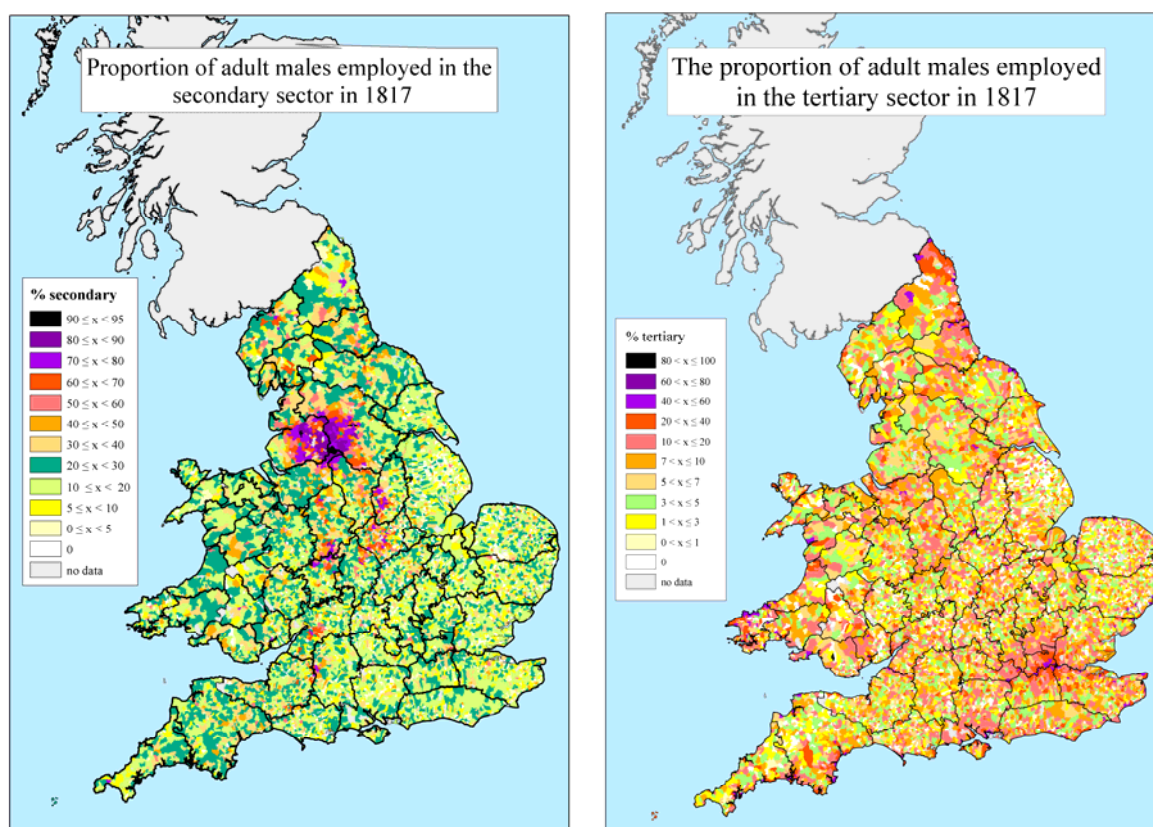 Proportion of adult males employed in the
secondary sector in 1817
% secondary
90 ≤ x < 95
80 ≤ x < 90
70 ≤ x < 80
60 ≤ x < 70
50 ≤ x < 60
40 ≤ x < 50
30 ≤ x < 40
20 ≤ x < 30
10 ≤ x < 20
5 ≤ x < 10
0 ≤ x < 5
0
no data
The proportion of adult males employed
in the tertiary sector in 1817
% tertiary
80 < x ≤ 100
60 < x ≤ 80
40 < x ≤ 60
20 < x ≤ 40
10 < x ≤ 20
7 < x ≤ 10
5 < x ≤ 7
3 < x ≤ 5
1 < x ≤ 3
0 < x ≤ 1
0
no data